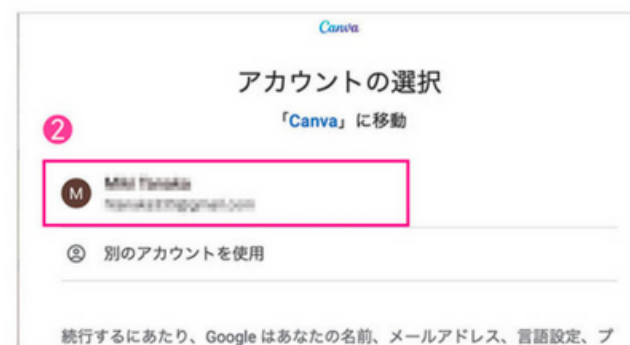 Canva
アカウントの選択
「Canva」に移動
2
M
別のアカウントを使用
続行するにあたり、Google はあなたの名前、メールアドレス、言語設定、プ